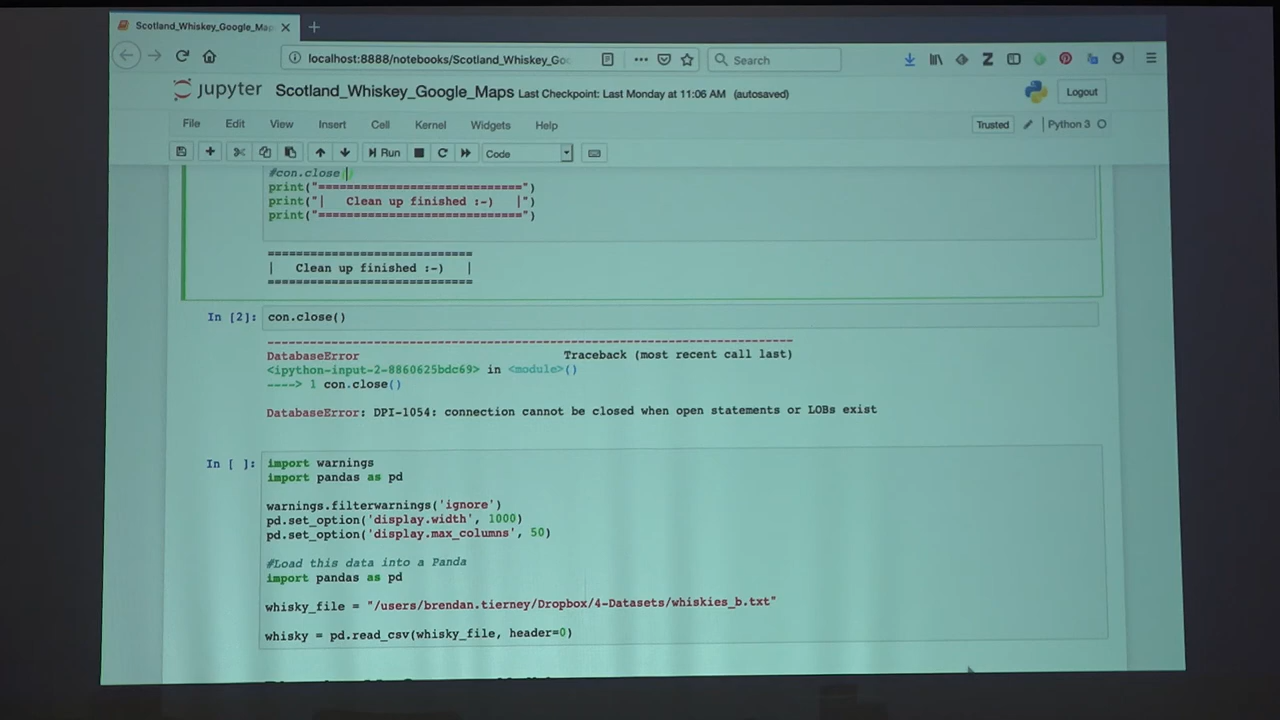 Scotland_Whiskey_Google_Map
localhost:8888/notebooks/Scotland_Whiskey_Go
Search
jupyter Scotland_Whiskey_Google_Maps Last Checkpoint: Last Monday at 11:06 AM (autosaved)
Logout
File Edit View Insert Cell Kernel Widgets Help
Trusted Python 3
Run Code
#con.close()
print("=============================")
print("|   Clean up finished :-)   |")
print("=============================")
=============================
|   Clean up finished :-)   |
=============================
In [2]: con.close()
---------------------------------------------------------------------------
DatabaseError                             Traceback (most recent call last)
<ipython-input-2-8860625bdc69> in <module>()
----> 1 con.close()
DatabaseError: DPI-1054: connection cannot be closed when open statements or LOBs exist
In [ ]: import warnings
import pandas as pd
warnings.filterwarnings('ignore')
pd.set_option('display.width', 1000)
pd.set_option('display.max_columns', 50)
#Load this data into a Panda
import pandas as pd
whisky_file = "/users/brendan.tierney/Dropbox/4-Datasets/whiskies_b.txt"
whisky = pd.read_csv(whisky_file, header=0)